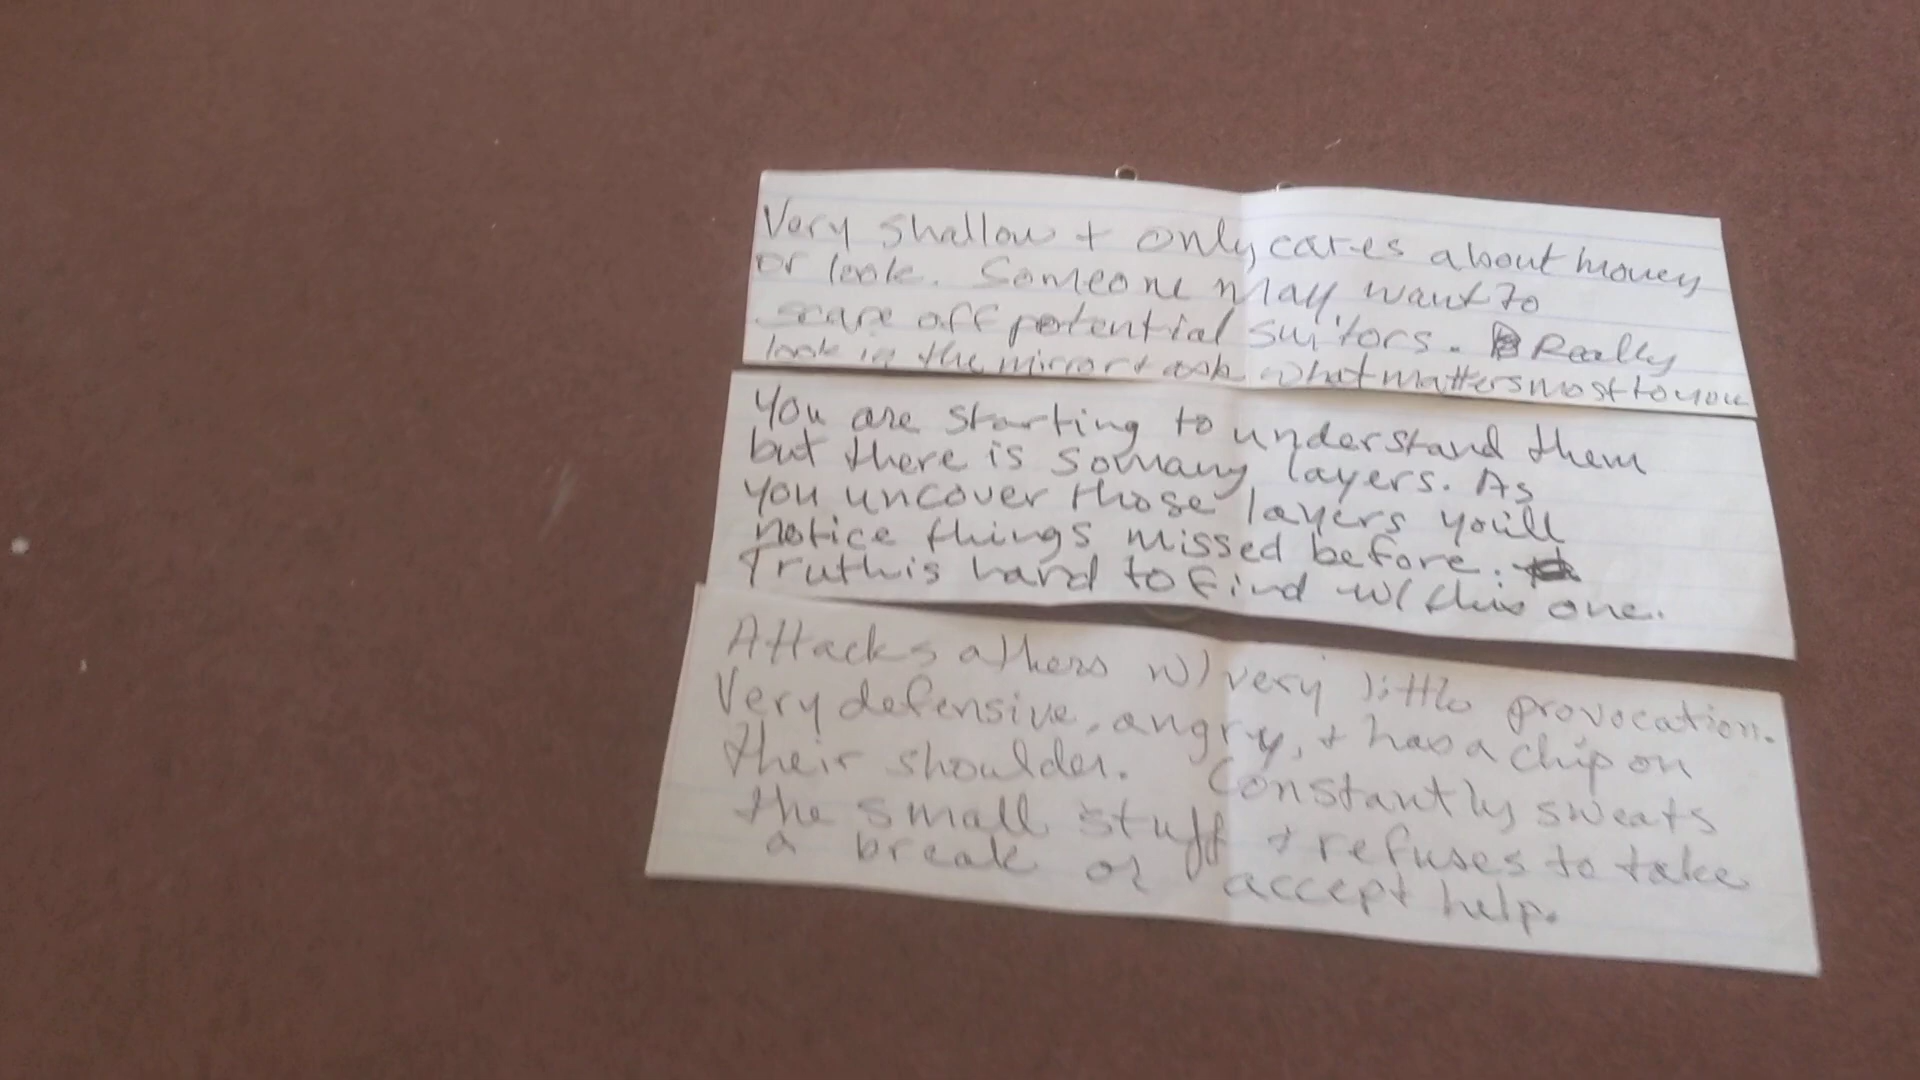 Very shallow + only cares about money
or look. Someone may want to
scare off potential suitors. Really
look in the mirror + ask what matters most to you
You are starting to understand them
but there is so many layers. As
you uncover those layers you'll
notice things missed before.
Truth is hard to find w/ this one.
Attacks others w/ very little provocation.
Very defensive, angry, + has a chip on
their shoulder. Constantly sweats
the small stuff + refuses to take
a break or accept help.